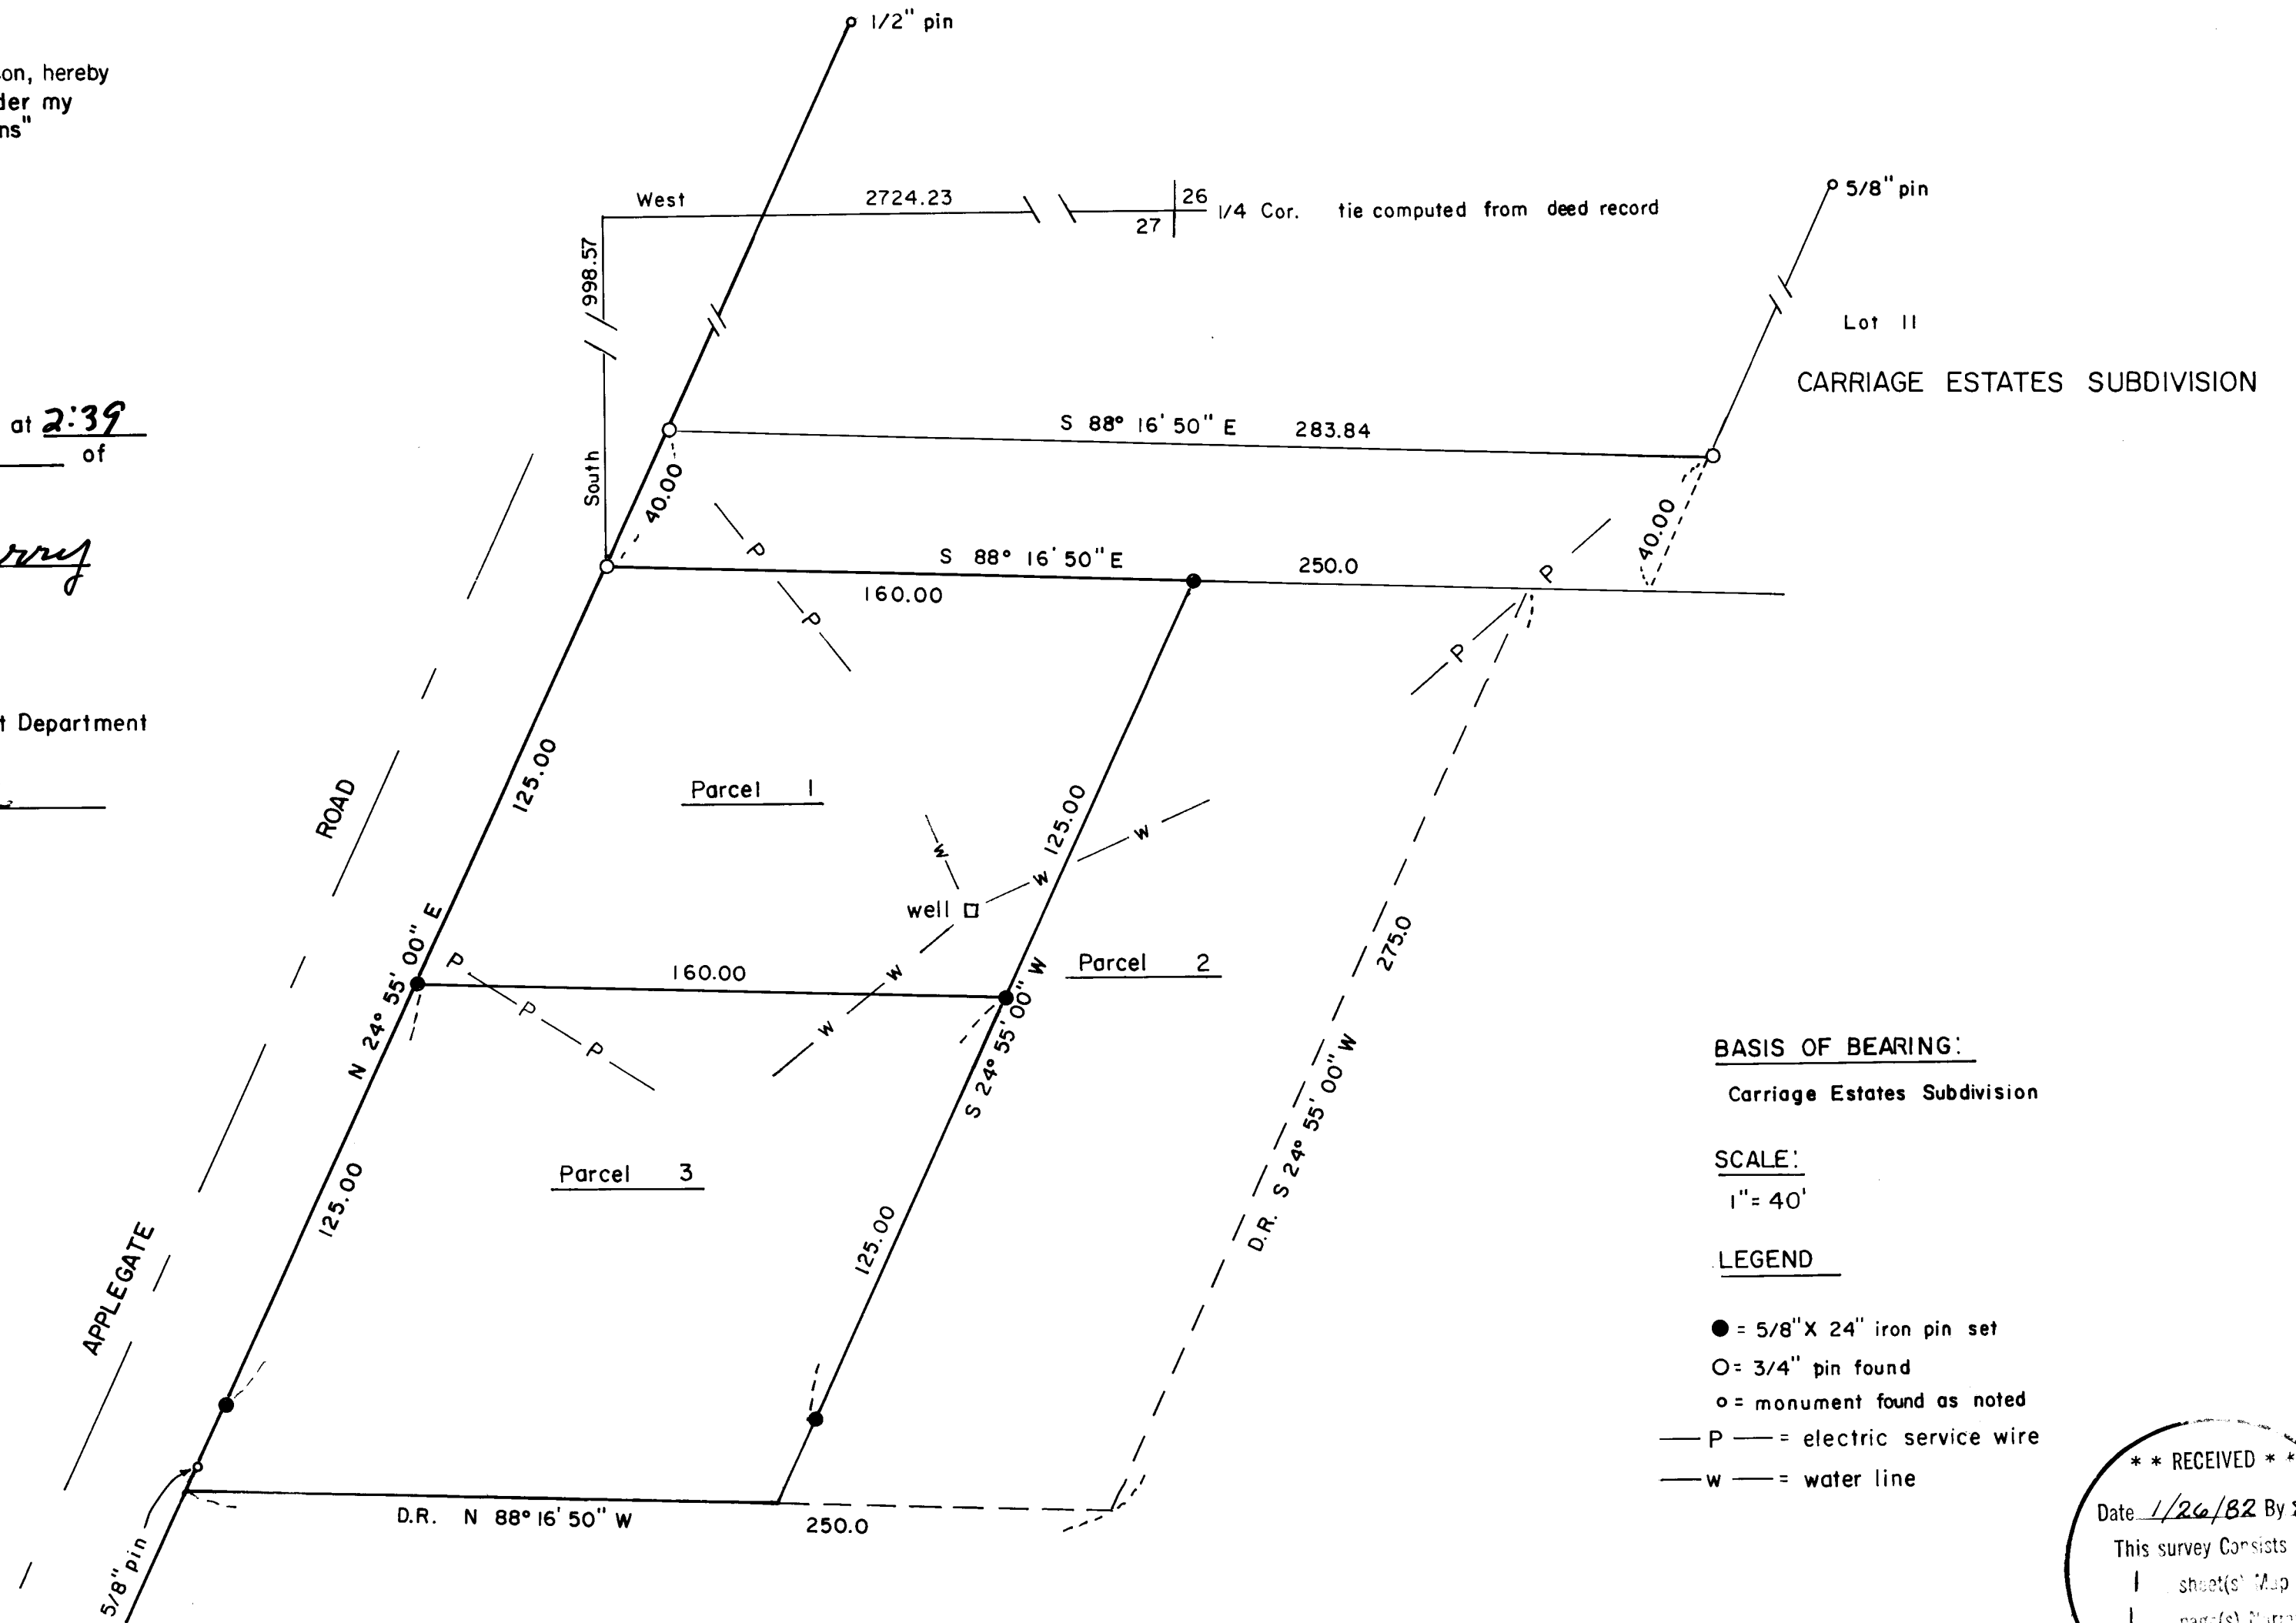 on, hereby
der my
ns"
at 2:39
of
t Department
1/2" pin
West 2724.23 26
27 1/4 Cor. tie computed from deed record
5/8" pin
998.57
South
Lot 11
CARRIAGE ESTATES SUBDIVISION
S 88° 16' 50" E 283.84
40.00
40.00
S 88° 16' 50" E 250.0
160.00
P
P
P
P
125.00
Parcel 1
125.00
ROAD
W
W
W
well
W
W
N 24° 55' 00" E
160.00
Parcel 2
P
P
P
S 24° 55' 00" W
275.0
D.R. S 24° 55' 00" W
Parcel 3
125.00
125.00
APPLEGATE
D.R. N 88° 16' 50" W
250.0
5/8" pin
BASIS OF BEARING:
Carriage Estates Subdivision
SCALE:
1" = 40'
LEGEND
= 5/8" X 24" iron pin set
= 3/4" pin found
= monument found as noted
P = electric service wire
W = water line
* * RECEIVED * *
Date 1/26/82 By
This survey Consists
1 sheet(s) Map